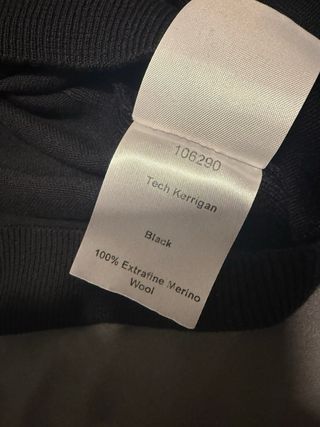 106290
Tech Kerrigan
Black
100% Extrafine Merino
Wool